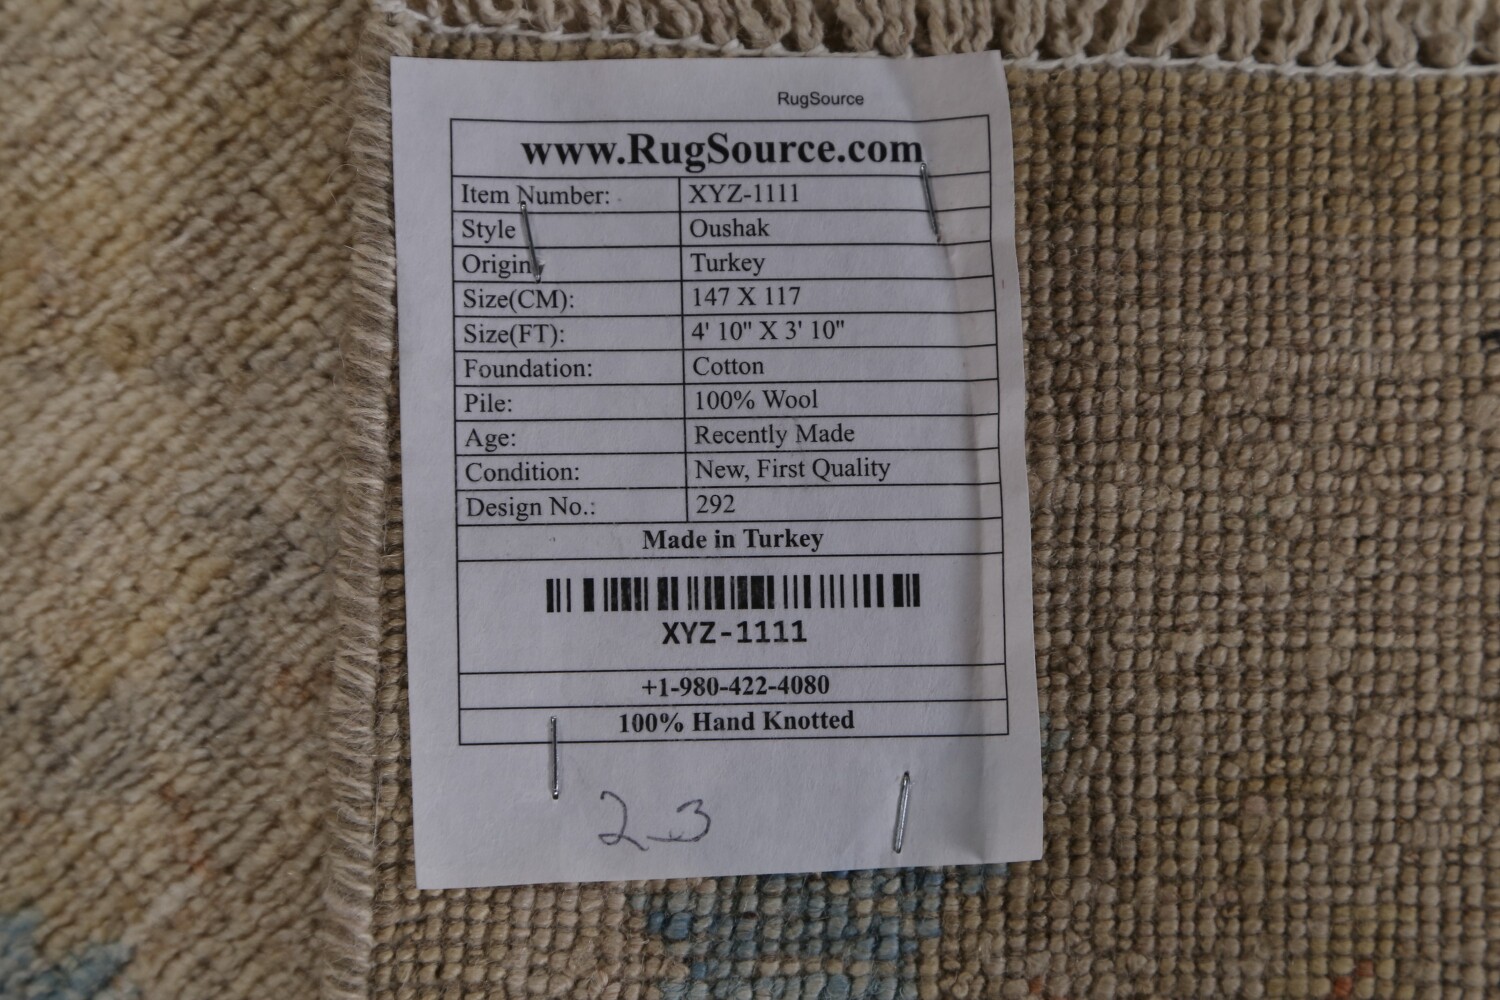 RugSource
www.RugSource.com
Item Number: XYZ-1111
Style Oushak
Origin Turkey
Size(CM): 147 X 117
Size(FT): 4' 10" X 3' 10"
Foundation: Cotton
Pile: 100% Wool
Age: Recently Made
Condition: New, First Quality
Design No.: 292
Made in Turkey
XYZ-1111
+1-980-422-4080
100% Hand Knotted
2-3